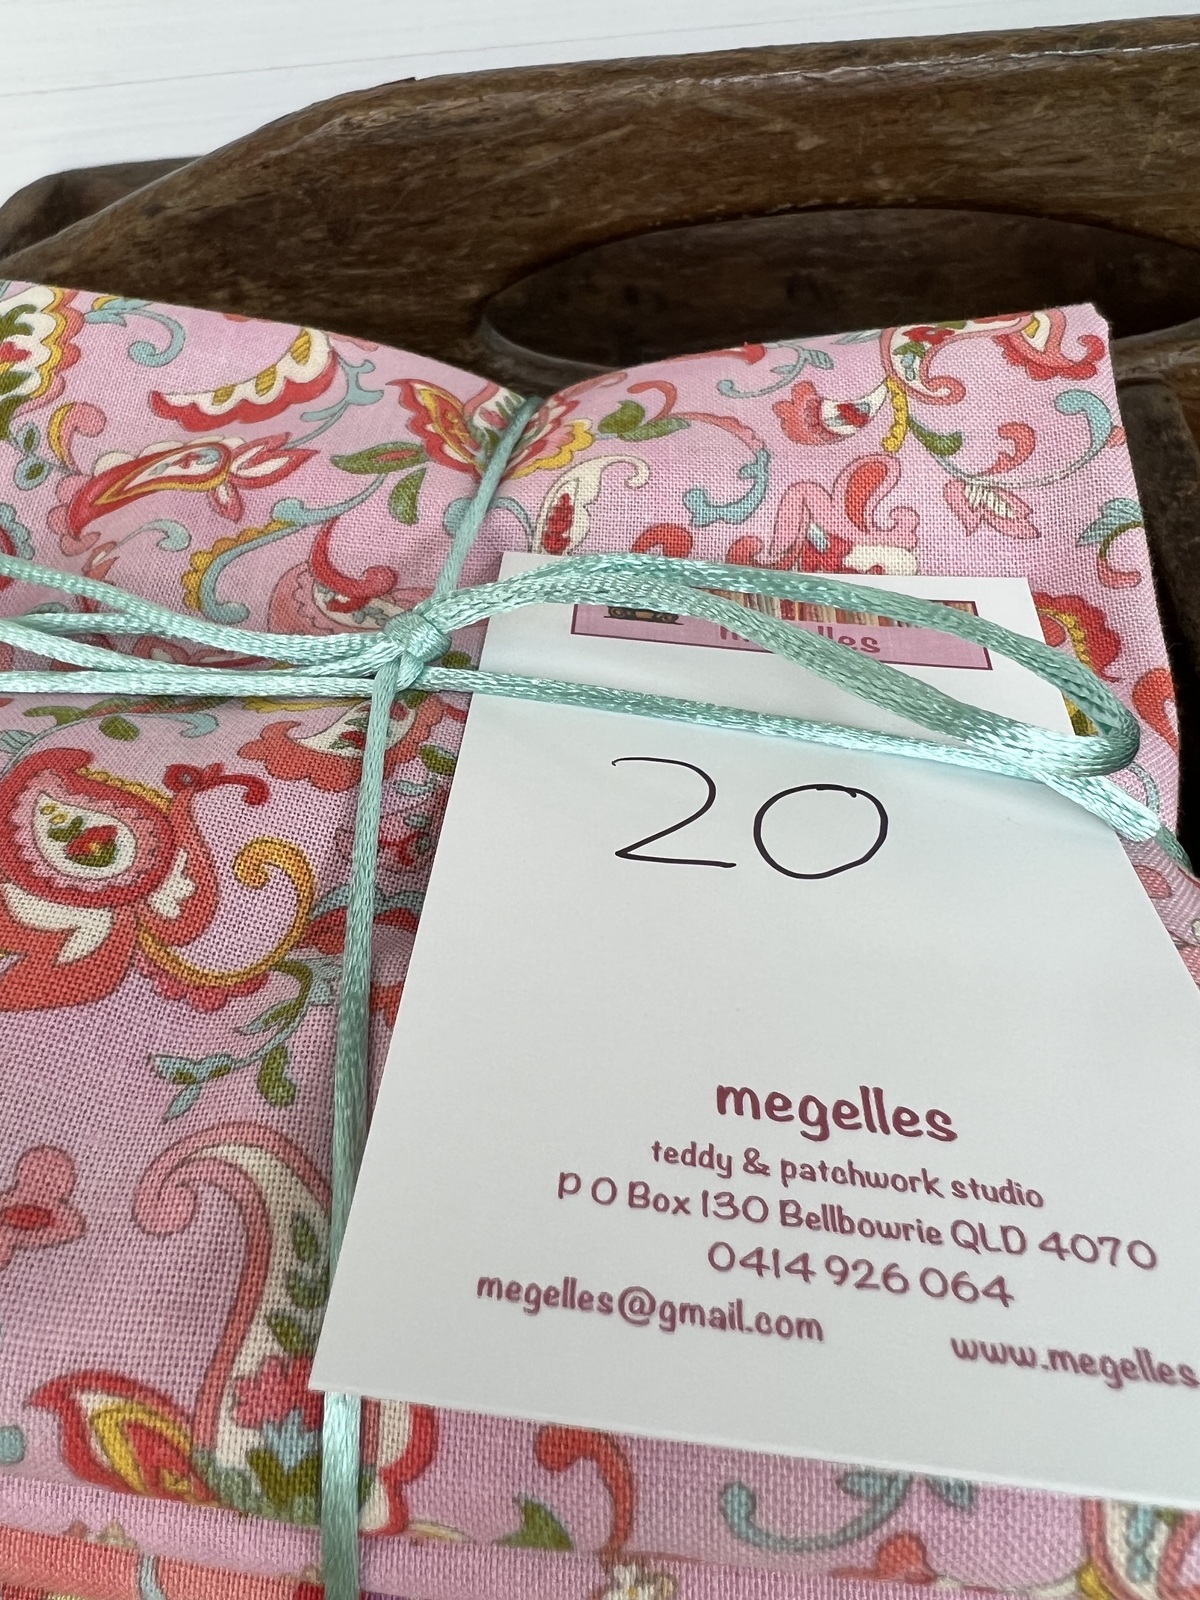 20
megelles
teddy & patchwork studio
P O Box 130 Bellbowrie QLD 4070
0414 926 064
megelles@gmail.com
www.megelles